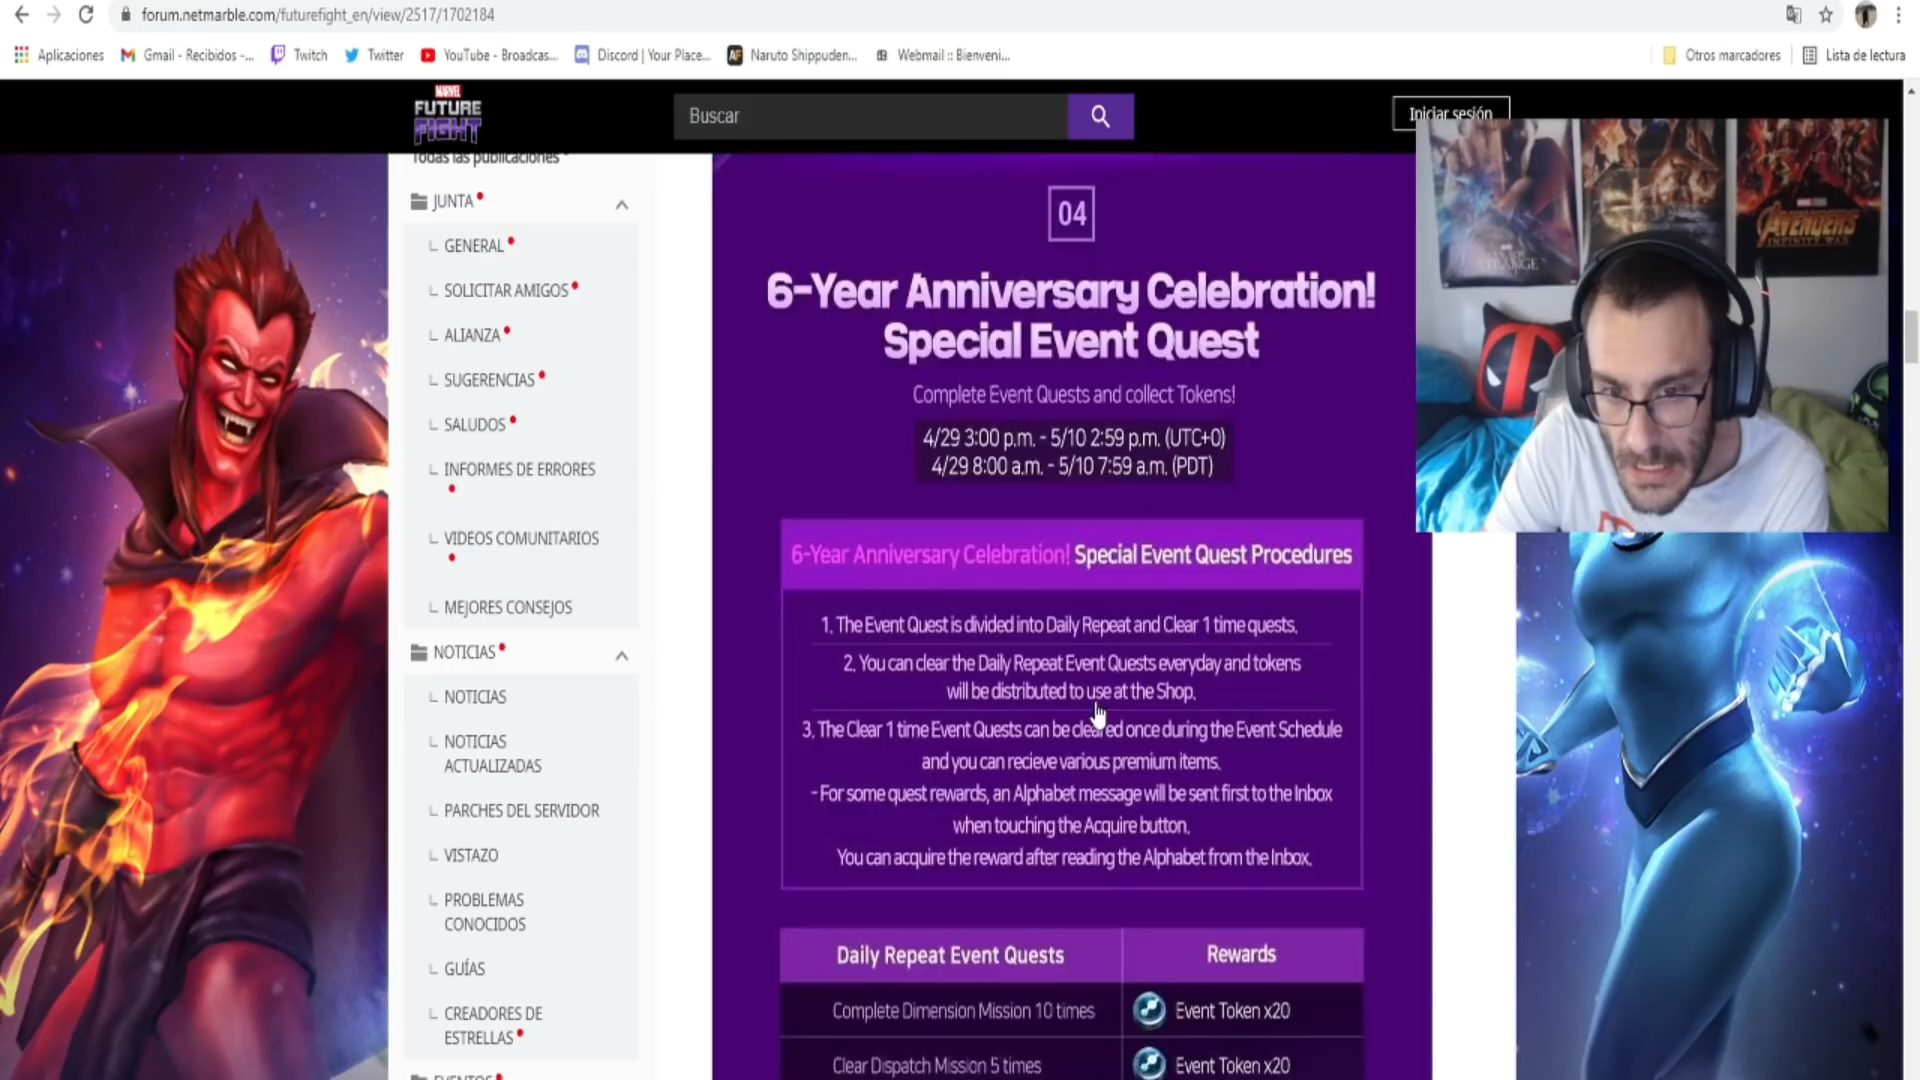 forum.netmarble.com/futurefight_en/view/2517/1702184
Aplicaciones
Gmail - Recibidos -...
Twitch
Twitter
YouTube - Broadcas...
Discord | Your Place...
Naruto Shippuden...
Webmail :: Bienveni...
Otros marcadores
Lista de lectura
MARVEL
FUTURE
FIGHT
Buscar
Iniciar sesión
Todas las publicaciones
JUNTA
GENERAL
SOLICITAR AMIGOS
ALIANZA
SUGERENCIAS
SALUDOS
INFORMES DE ERRORES
VIDEOS COMUNITARIOS
MEJORES CONSEJOS
NOTICIAS
NOTICIAS
NOTICIAS
ACTUALIZADAS
PARCHES DEL SERVIDOR
VISTAZO
PROBLEMAS
CONOCIDOS
GUÍAS
CREADORES DE
ESTRELLAS
EVENTOS
04
6-Year Anniversary Celebration!
Special Event Quest
Complete Event Quests and collect Tokens!
4/29 3:00 p.m. - 5/10 2:59 p.m. (UTC+0)
4/29 8:00 a.m. - 5/10 7:59 a.m. (PDT)
6-Year Anniversary Celebration! Special Event Quest Procedures
1. The Event Quest is divided into Daily Repeat and Clear 1 time quests.
2. You can clear the Daily Repeat Event Quests everyday and tokens
will be distributed to use at the Shop.
3. The Clear 1 time Event Quests can be cleared once during the Event Schedule
and you can recieve various premium items.
- For some quest rewards, an Alphabet message will be sent first to the Inbox
when touching the Acquire button.
You can acquire the reward after reading the Alphabet from the Inbox.
Daily Repeat Event Quests
Rewards
Complete Dimension Mission 10 times
Event Token x20
Clear Dispatch Mission 5 times
Event Token x20
STRANGE
AVENGERS
INFINITY WAR